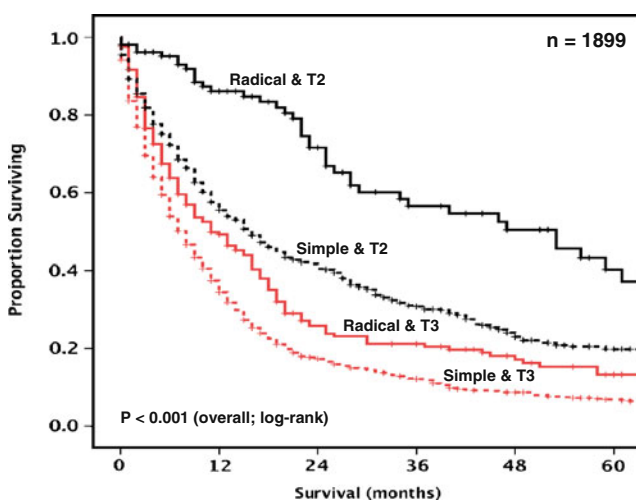 n = 1899
1.0
Radical & T2
0.8
Proportion Surviving
0.6
Simple & T2
0.4
Radical & T3
0.2
Simple & T3
P < 0.001 (overall; log-rank)
0.0
0 12 24 36 48 60
Survival (months)